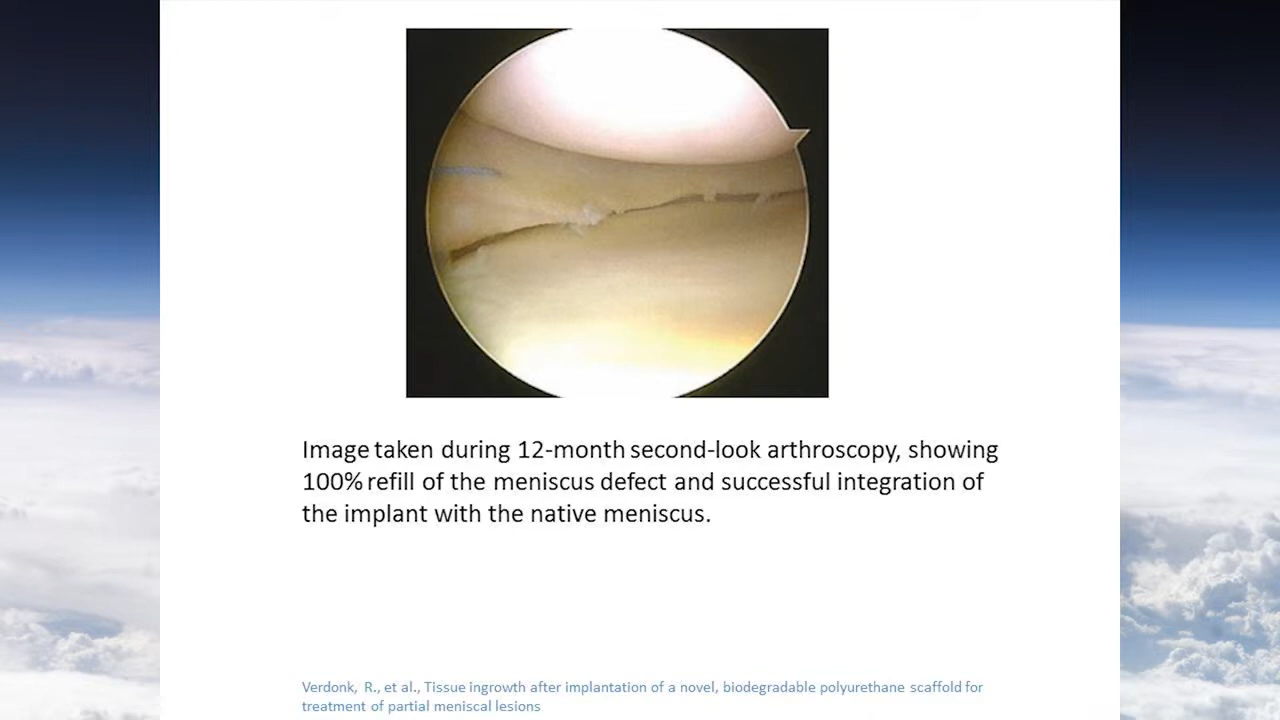 Image taken during 12-month second-look arthroscopy, showing
100% refill of the meniscus defect and successful integration of
the implant with the native meniscus.
Verdonk, R., et al., Tissue ingrowth after implantation of a novel, biodegradable polyurethane scaffold for
treatment of partial meniscal lesions